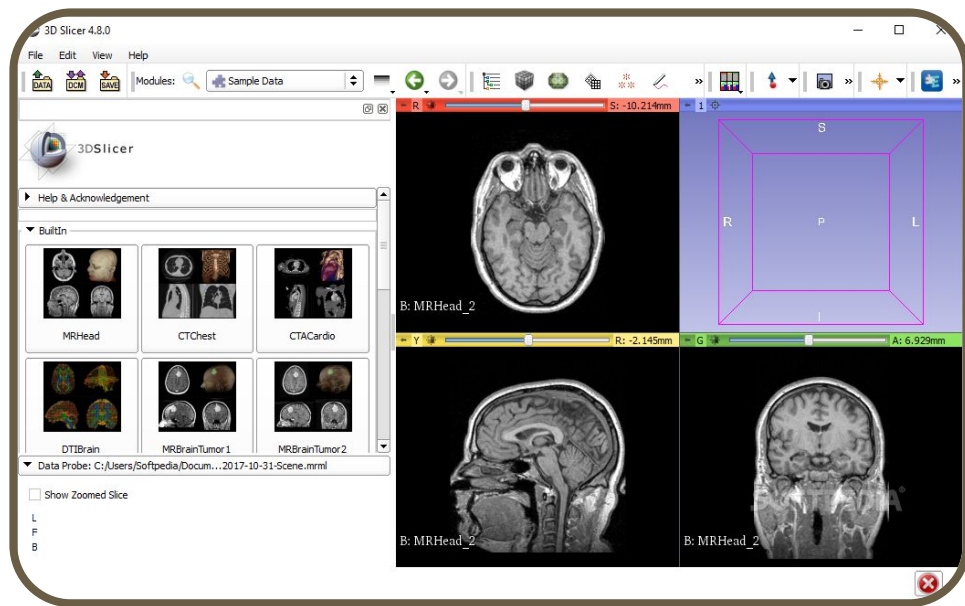 3D Slicer 4.8.0
File Edit View Help
DATA DCM SAVE Modules: Sample Data
3DSlicer
Help & Acknowledgement
BuiltIn
MRHead CTChest CTACardio
DTIBrain MRBrainTumor1 MRBrainTumor2
Data Probe: C:/Users/Softpedia/Docum...2017-10-31-Scene.mrml
Show Zoomed Slice
L
F
B
R S: -10.214mm
B: MRHead_2
1
S
R P L
I
Y R: -2.145mm
B: MRHead_2
G A: 6.929mm
SOFTPEDIA
B: MRHead_2